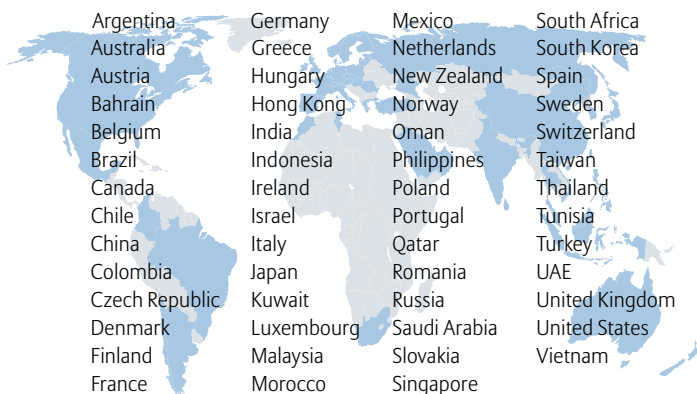 Argentina
Australia
Austria
Bahrain
Belgium
Brazil
Canada
Chile
China
Colombia
Czech Republic
Denmark
Finland
France
Germany
Greece
Hungary
Hong Kong
India
Indonesia
Ireland
Israel
Italy
Japan
Kuwait
Luxembourg
Malaysia
Morocco
Mexico
Netherlands
New Zealand
Norway
Oman
Philippines
Poland
Portugal
Qatar
Romania
Russia
Saudi Arabia
Slovakia
Singapore
South Africa
South Korea
Spain
Sweden
Switzerland
Taiwan
Thailand
Tunisia
Turkey
UAE
United Kingdom
United States
Vietnam